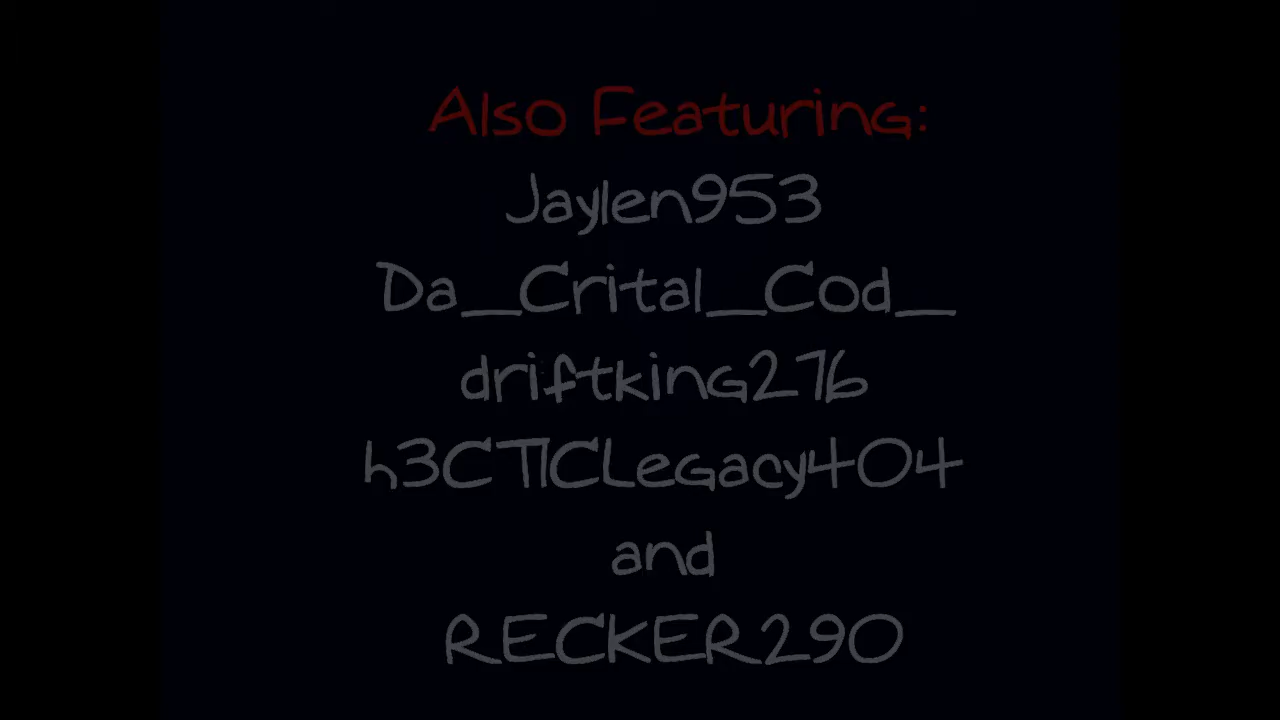 Also Featuring:
Jaylen953
Da_Crital_Cod_
driftking276
h3CTICLegacy404
and
RECKER290